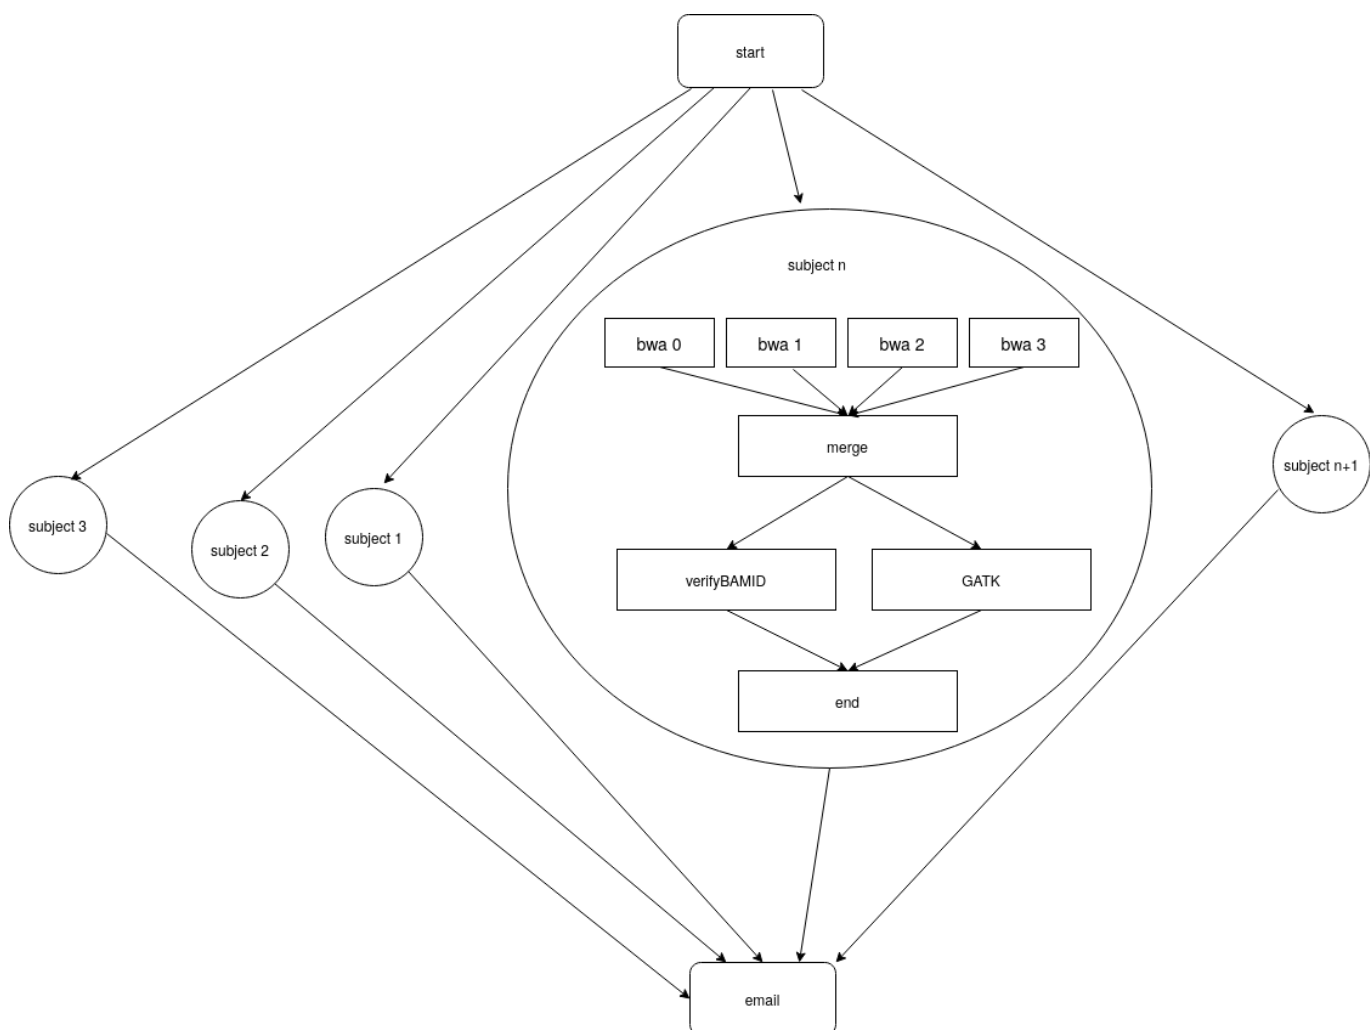 start
subject n
bwa 0
bwa 1
bwa 2
bwa 3
merge
subject n+1
subject 3
subject 2
subject 1
verifyBAMID
GATK
end
email